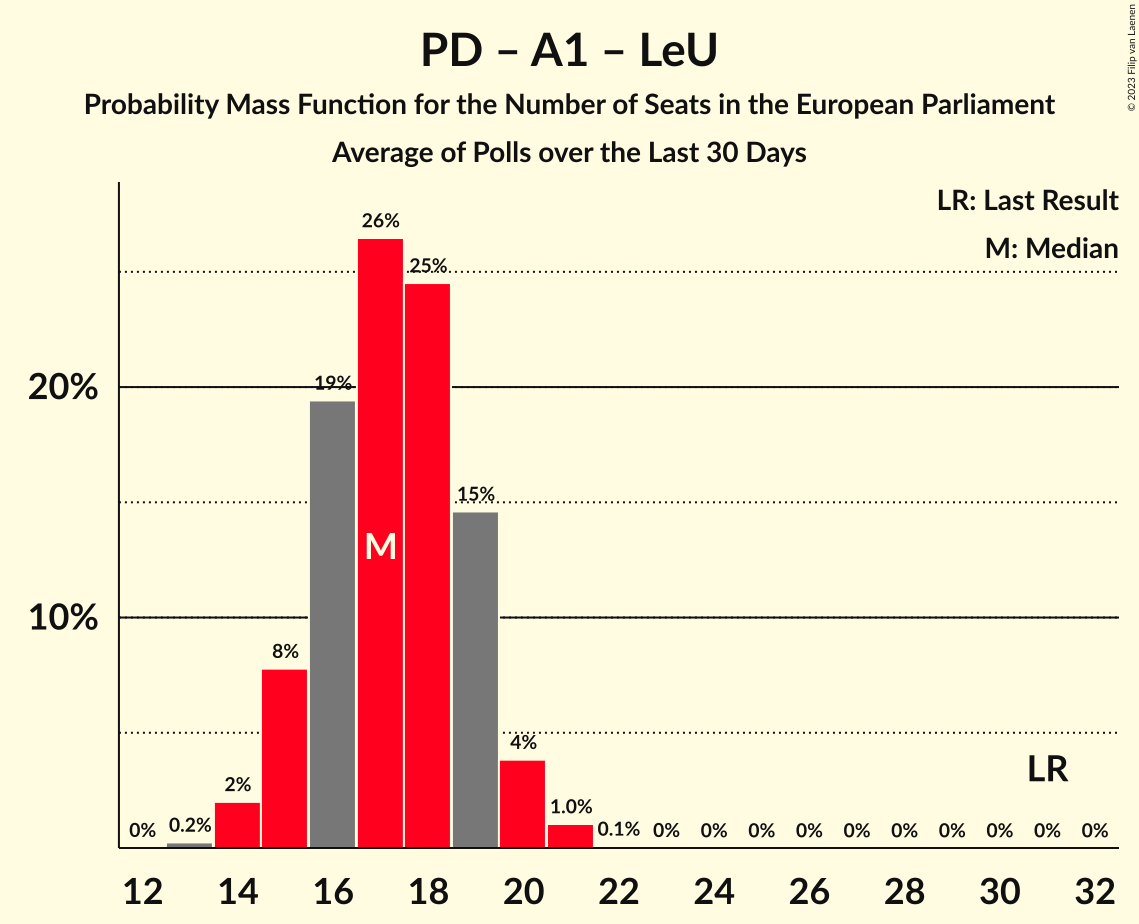 PD – A1 – LeU
Probability Mass Function for the Number of Seats in the European Parliament
Average of Polls over the Last 30 Days
© 2023 Filip van Laenen
LR: Last Result
M: Median
26%
25%
20%
19%
15%
M
10%
8%
4%
LR
2%
1.0%
0% 0.2% 0.1% 0% 0% 0% 0% 0% 0% 0% 0% 0% 0%
12 14 16 18 20 22 24 26 28 30 32